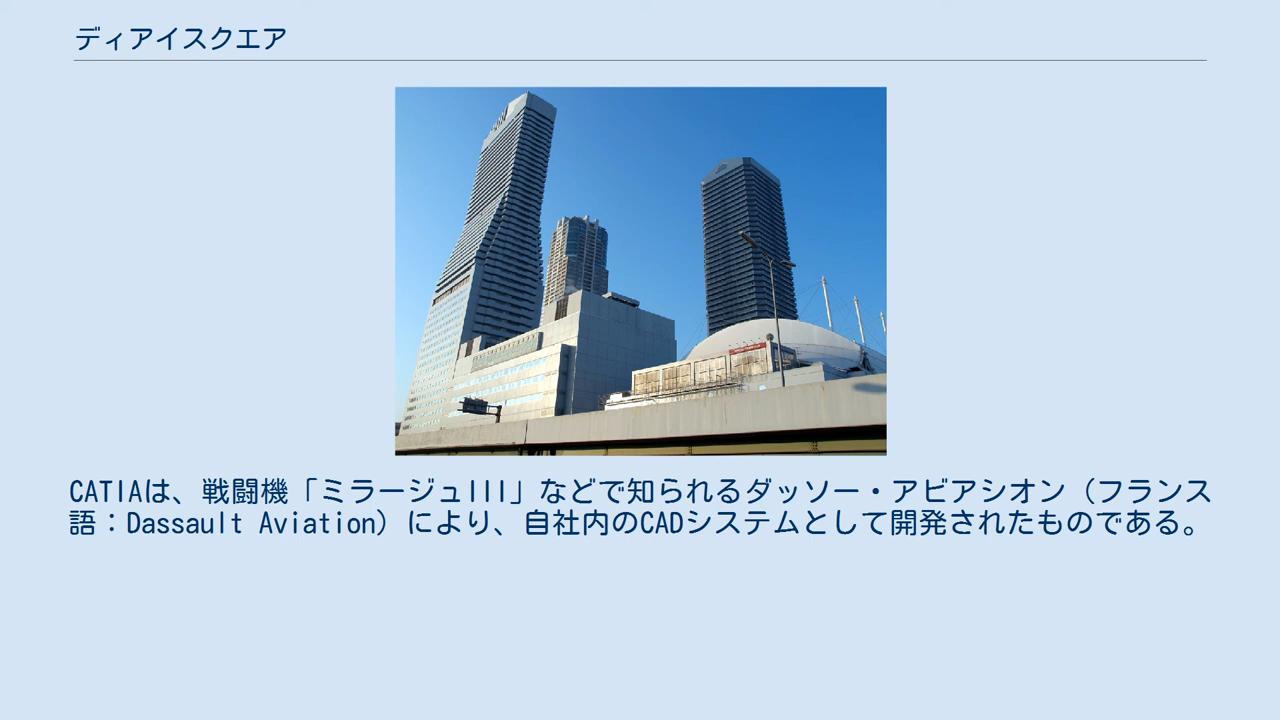 ディアイスクエア
CATIAは、戦闘機「ミラージュIII」などで知られるダッソー・アビアシオン（フランス
語：Dassault Aviation）により、自社内のCADシステムとして開発されたものである。